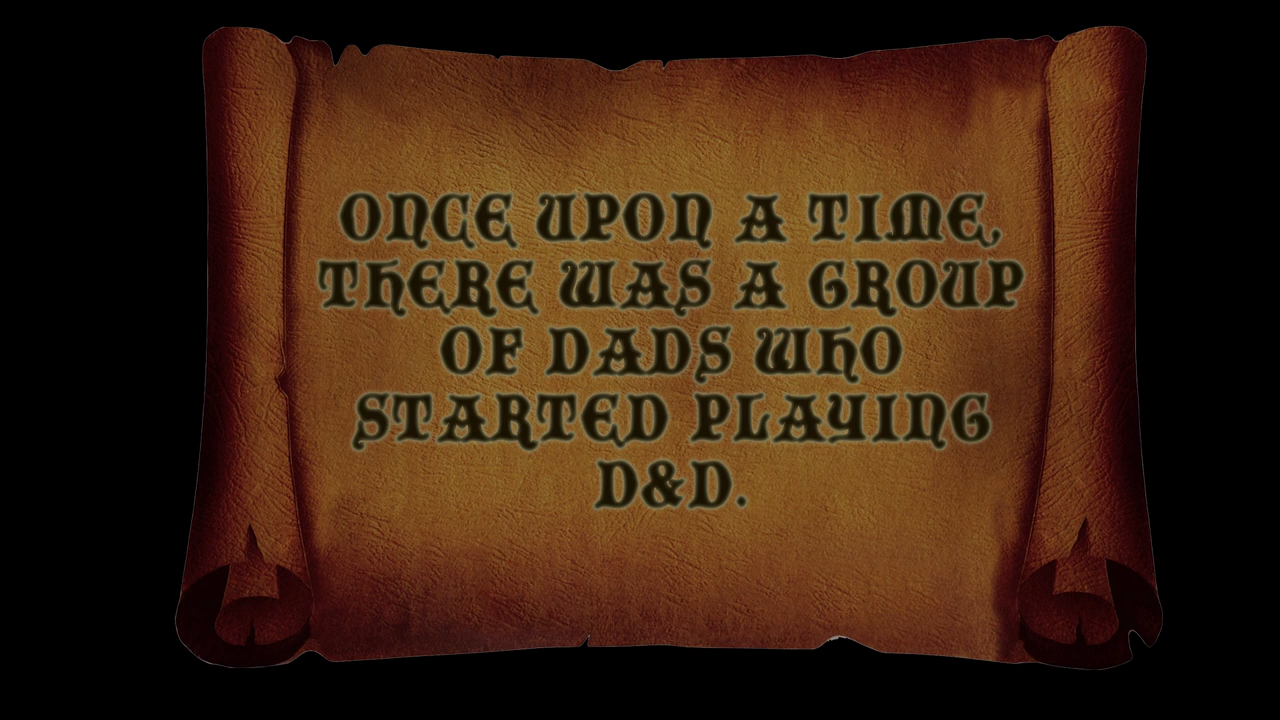 ONCE UPON A TIME,
THERE WAS A GROUP
OF DADS WHO
STARTED PLAYING
D&D.